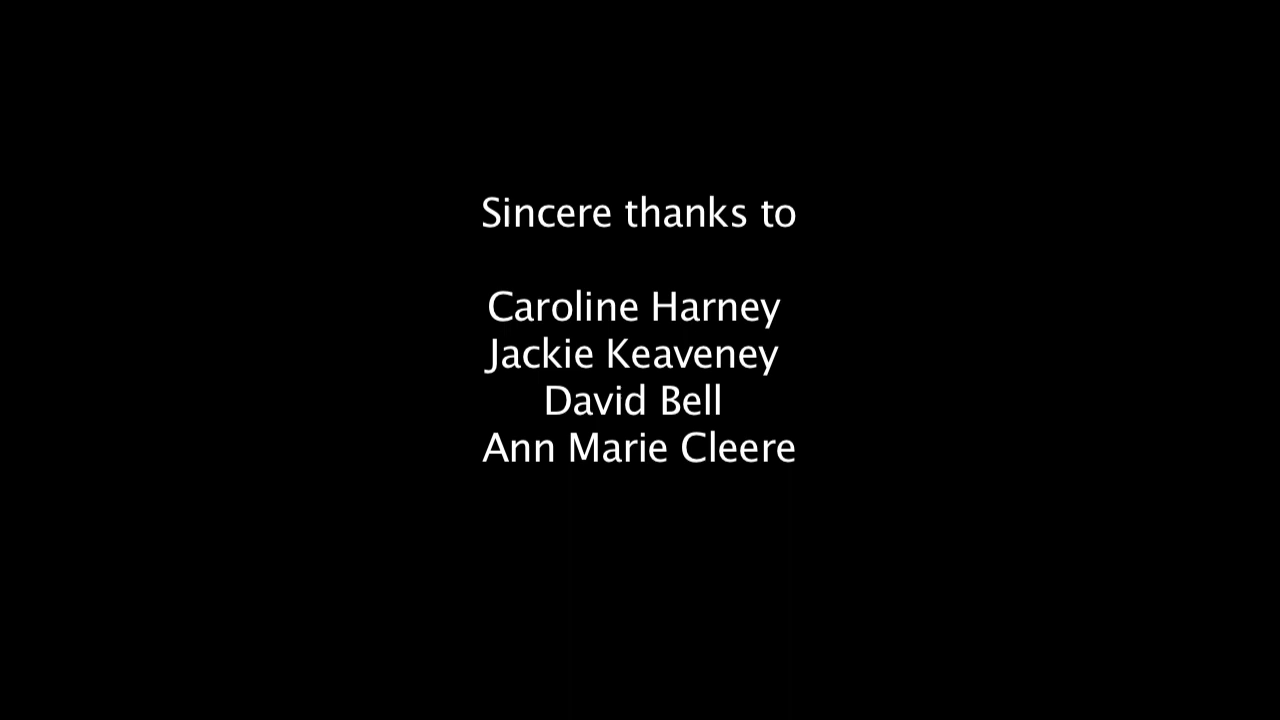 Sincere thanks to
Caroline Harney
Jackie Keaveney
David Bell
Ann Marie Cleere